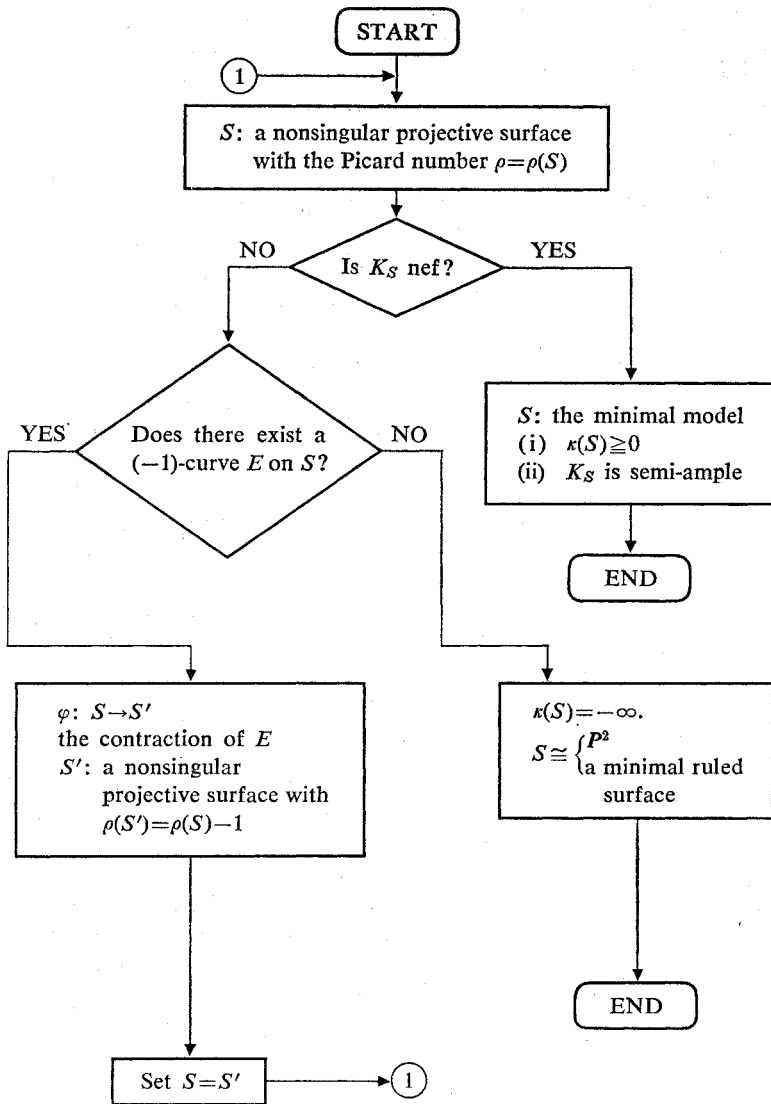 START
1
S: a nonsingular projective surface
with the Picard number ρ=ρ(S)
NO
YES
Is K_S nef?
S: the minimal model
(i) κ(S)≧0
(ii) K_S is semi-ample
END
YES
NO
Does there exist a
(−1)-curve E on S?
φ: S→S′
the contraction of E
S′: a nonsingular
projective surface with
ρ(S′)=ρ(S)−1
κ(S)=−∞.
S≅{P²
a minimal ruled
surface
END
Set S=S′
1